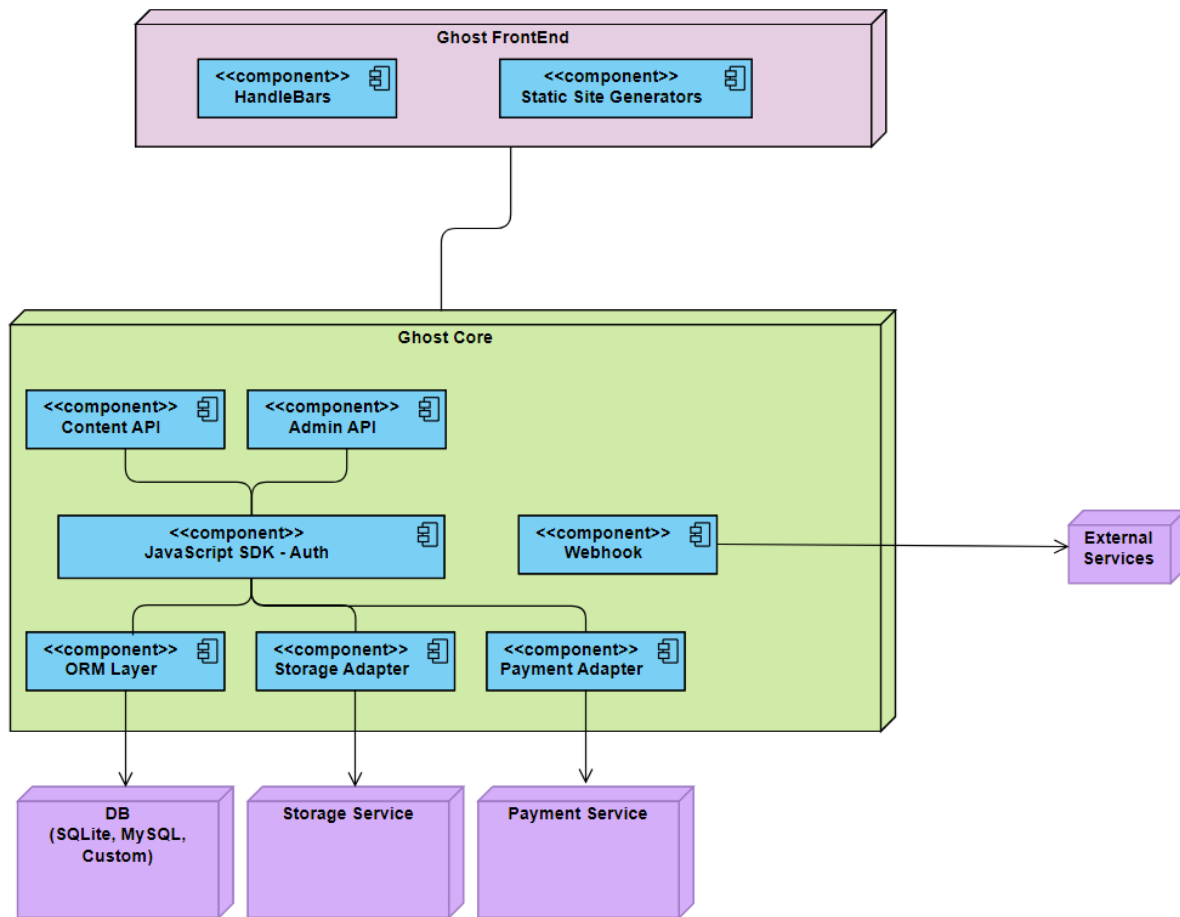 Ghost FrontEnd
<<component>>
HandleBars
<<component>>
Static Site Generators
Ghost Core
<<component>>
Content API
<<component>>
Admin API
<<component>>
JavaScript SDK - Auth
<<component>>
Webhook
External
Services
<<component>>
ORM Layer
<<component>>
Storage Adapter
<<component>>
Payment Adapter
DB
(SQLite, MySQL,
Custom)
Storage Service
Payment Service